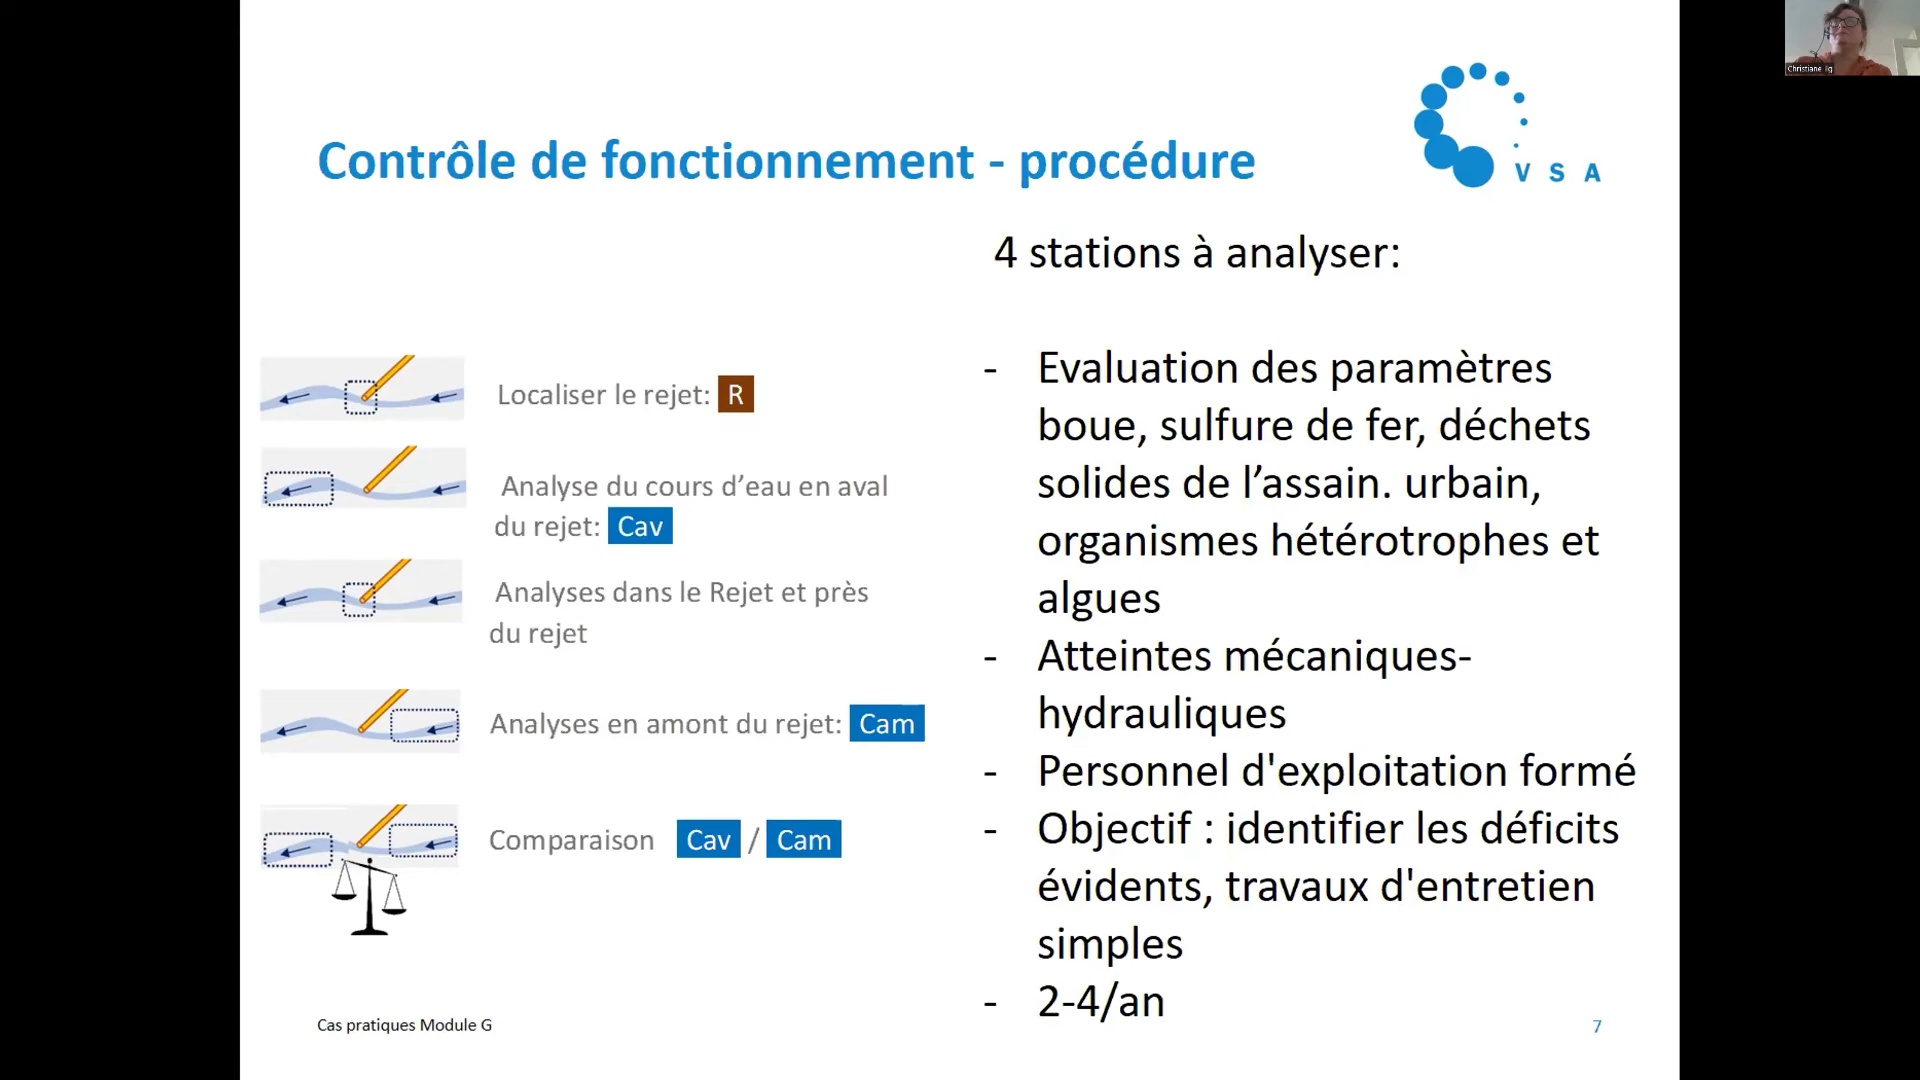 Christiane Ilg
VSA
Contrôle de fonctionnement - procédure
Localiser le rejet: R
Analyse du cours d’eau en aval
du rejet: Cav
Analyses dans le Rejet et près
du rejet
Analyses en amont du rejet: Cam
Comparaison Cav / Cam
4 stations à analyser:
- Evaluation des paramètres
boue, sulfure de fer, déchets
solides de l’assain. urbain,
organismes hétérotrophes et
algues
- Atteintes mécaniques-
hydrauliques
- Personnel d'exploitation formé
- Objectif : identifier les déficits
évidents, travaux d'entretien
simples
- 2-4/an
Cas pratiques Module G
7